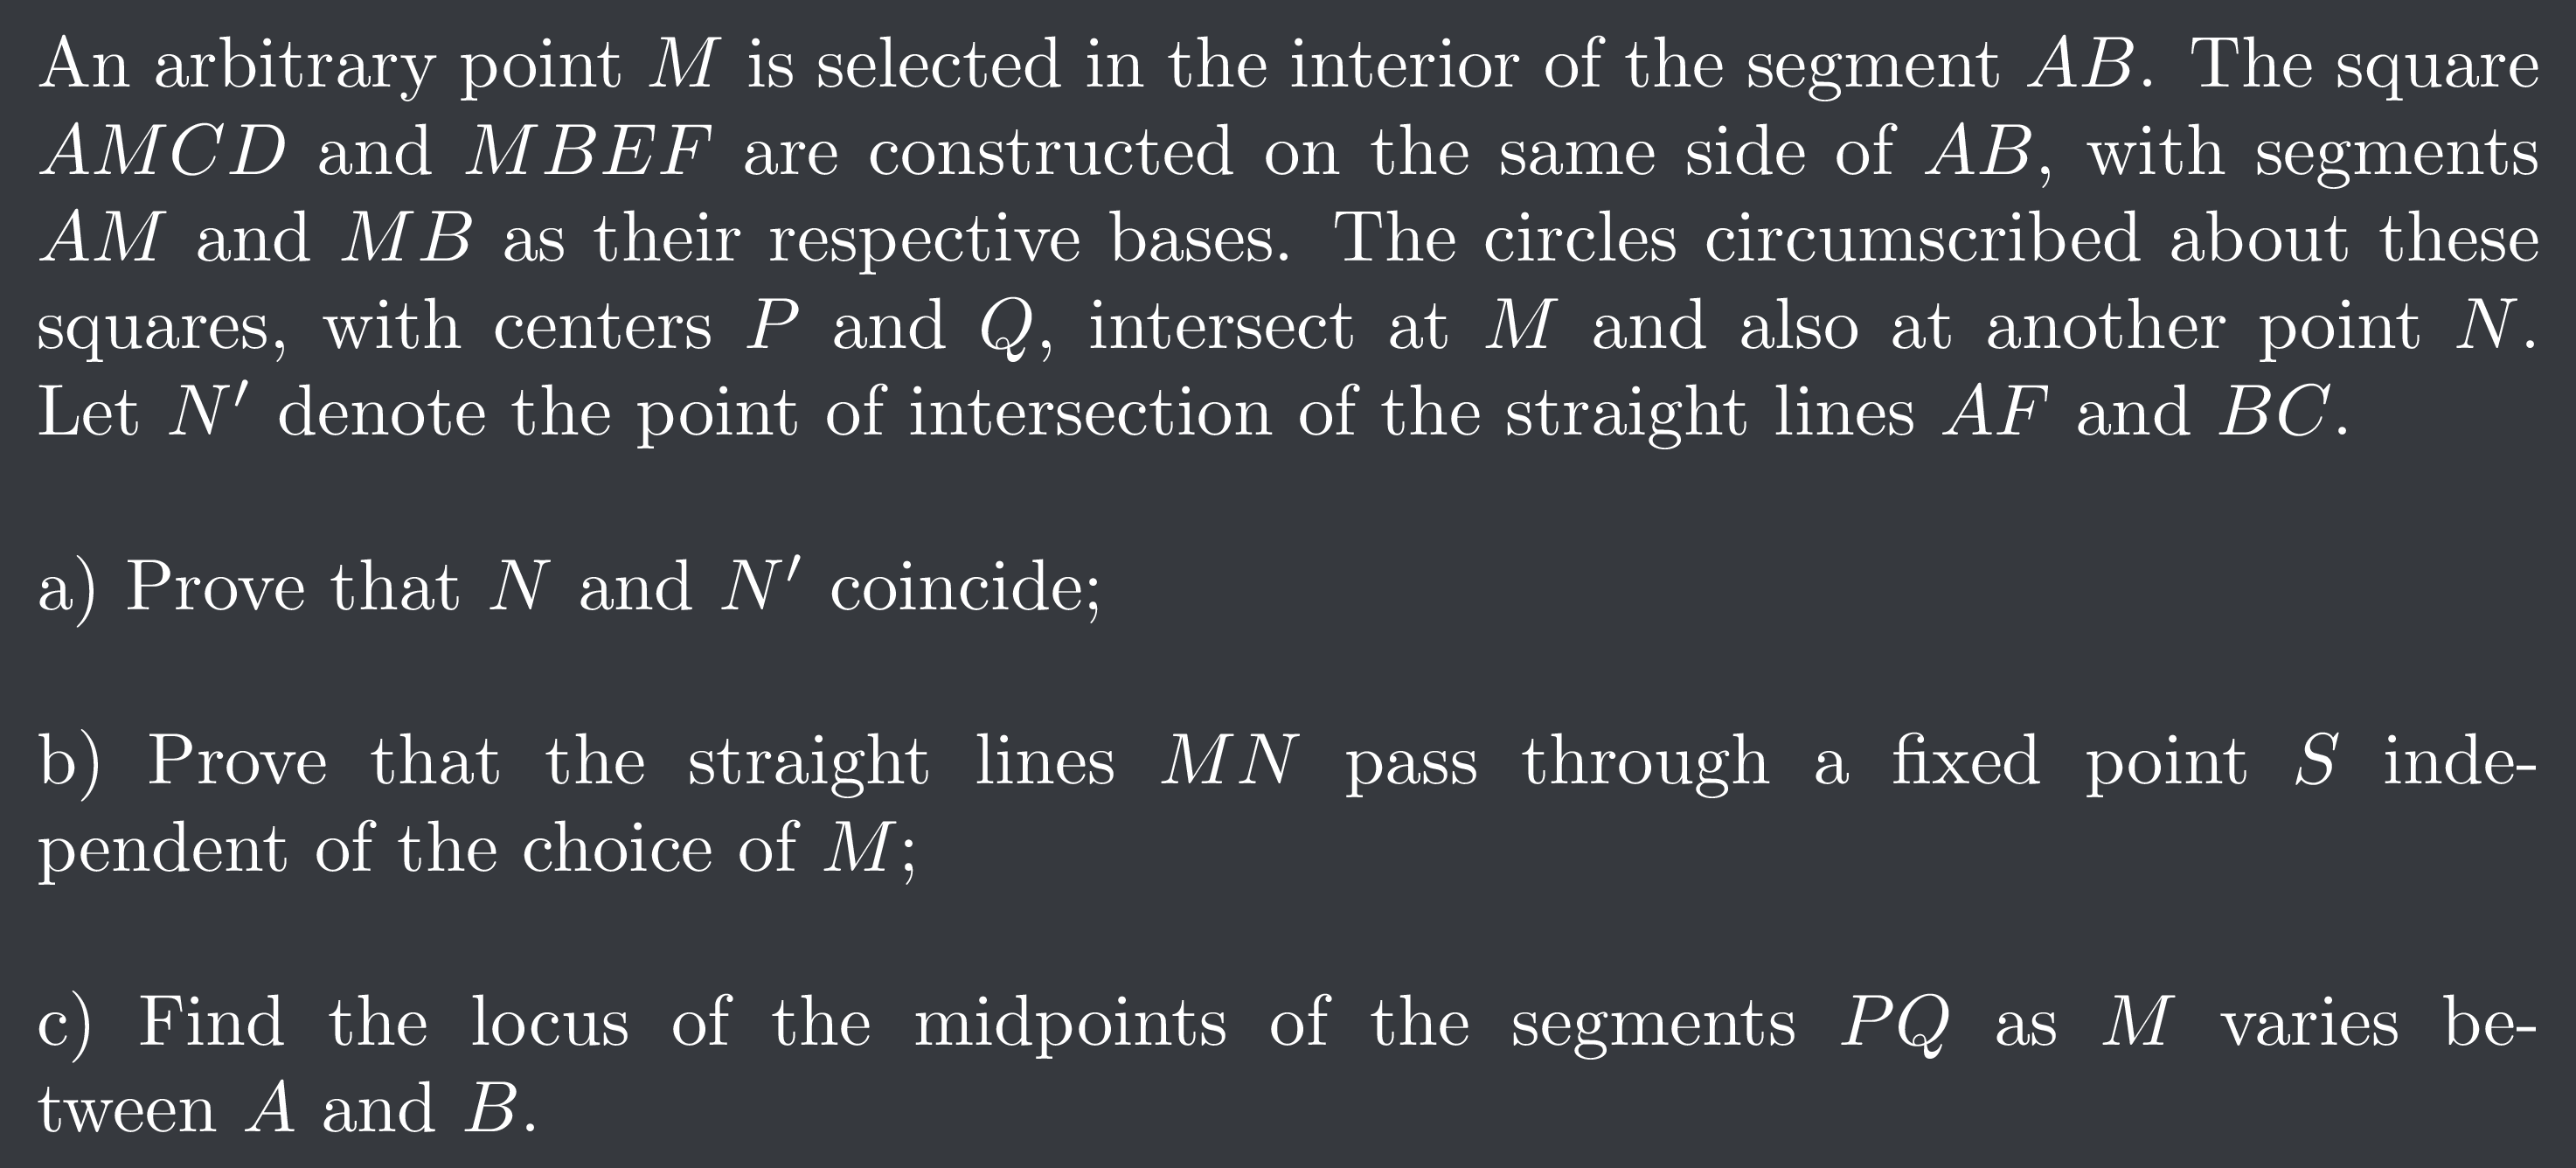 An arbitrary point M is selected in the interior of the segment AB. The square
AMCD and MBEF are constructed on the same side of AB, with segments
AM and MB as their respective bases. The circles circumscribed about these
squares, with centers P and Q, intersect at M and also at another point N.
Let N′ denote the point of intersection of the straight lines AF and BC.
a) Prove that N and N′ coincide;
b) Prove that the straight lines MN pass through a fixed point S inde-
pendent of the choice of M;
c) Find the locus of the midpoints of the segments PQ as M varies be-
tween A and B.